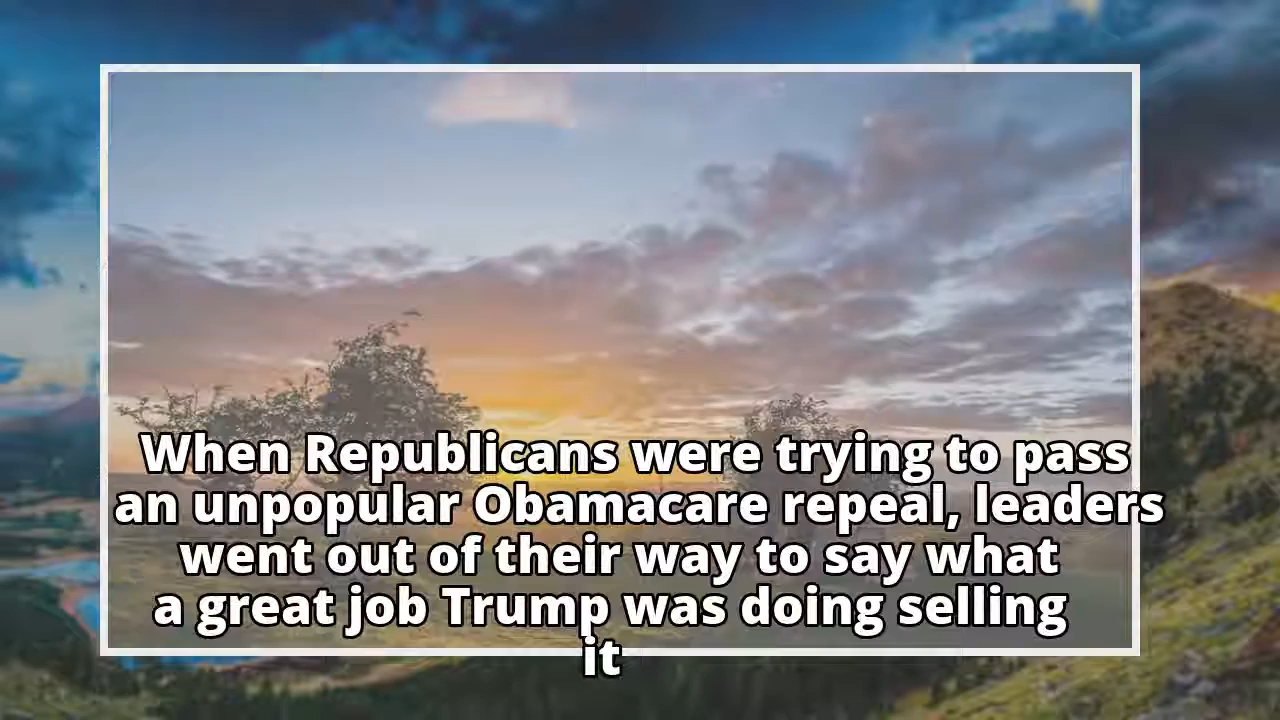 When Republicans were trying to pass
an unpopular Obamacare repeal, leaders
went out of their way to say what
a great job Trump was doing selling
it